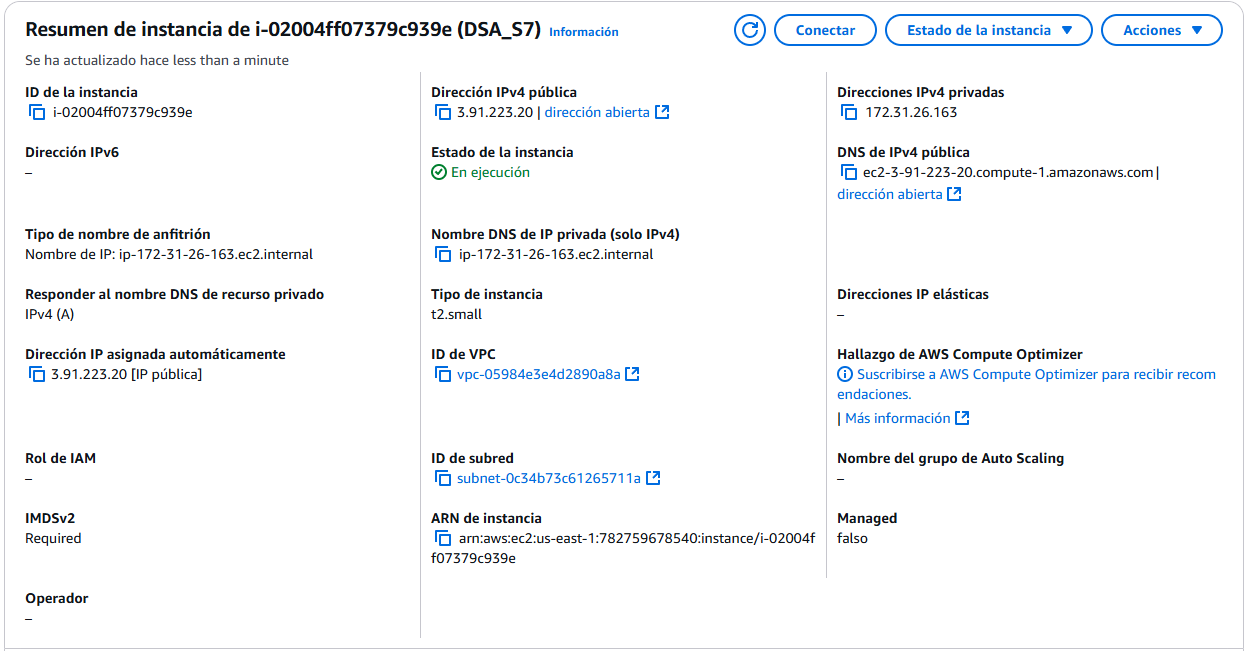 Resumen de instancia de i-02004ff07379c939e (DSA_S7) Información
Conectar
Estado de la instancia
Acciones
Se ha actualizado hace less than a minute
ID de la instancia
i-02004ff07379c939e
Dirección IPv4 pública
3.91.223.20 | dirección abierta
Direcciones IPv4 privadas
172.31.26.163
Dirección IPv6
–
Estado de la instancia
En ejecución
DNS de IPv4 pública
ec2-3-91-223-20.compute-1.amazonaws.com |
dirección abierta
Tipo de nombre de anfitrión
Nombre de IP: ip-172-31-26-163.ec2.internal
Nombre DNS de IP privada (solo IPv4)
ip-172-31-26-163.ec2.internal
Responder al nombre DNS de recurso privado
IPv4 (A)
Tipo de instancia
t2.small
Direcciones IP elásticas
–
Dirección IP asignada automáticamente
3.91.223.20 [IP pública]
ID de VPC
vpc-05984e3e4d2890a8a
Hallazgo de AWS Compute Optimizer
Suscribirse a AWS Compute Optimizer para recibir recom
endaciones.
| Más información
Rol de IAM
–
ID de subred
subnet-0c34b73c61265711a
Nombre del grupo de Auto Scaling
–
IMDSv2
Required
ARN de instancia
arn:aws:ec2:us-east-1:782759678540:instance/i-02004f
f07379c939e
Managed
falso
Operador
–